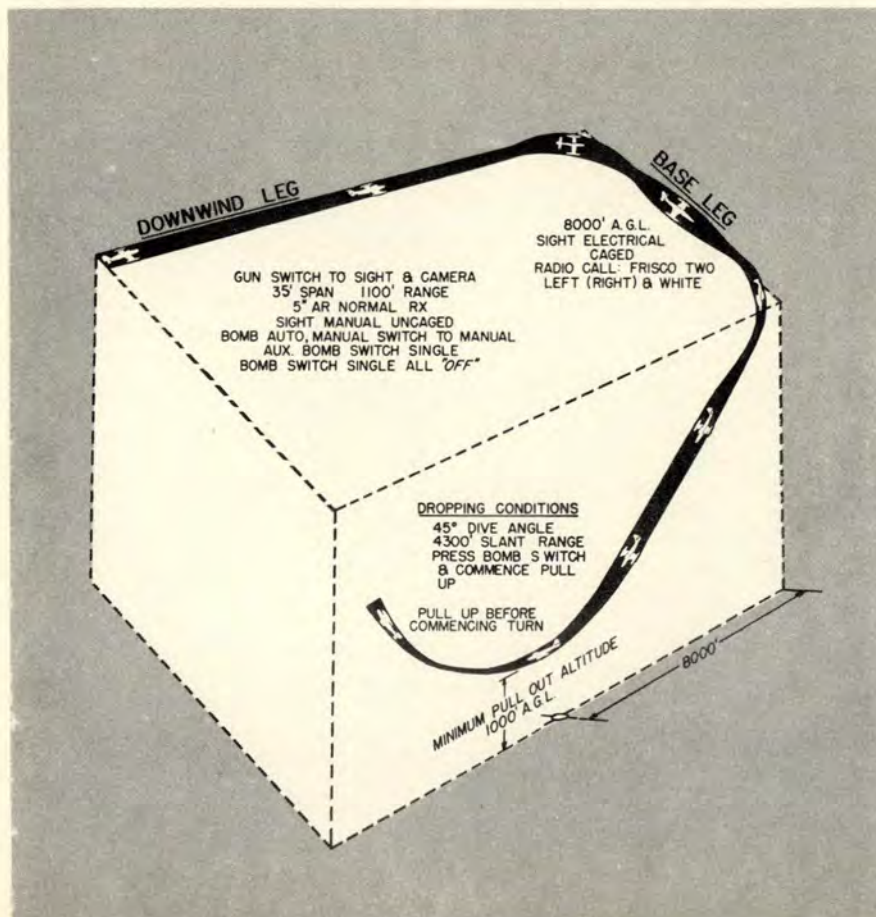 DOWNWIND LEG
BASE LEG
8000' A.G.L.
SIGHT ELECTRICAL
CAGED
RADIO CALL: FRISCO TWO
LEFT (RIGHT) & WHITE
GUN SWITCH TO SIGHT & CAMERA
35' SPAN 1100' RANGE
5" AR NORMAL RX
SIGHT MANUAL UNCAGED
BOMB AUTO, MANUAL SWITCH TO MANUAL
AUX. BOMB SWITCH SINGLE
BOMB SWITCH SINGLE ALL "OFF"
DROPPING CONDITIONS
45° DIVE ANGLE
4300' SLANT RANGE
PRESS BOMB SWITCH
& COMMENCE PULL
UP
PULL UP BEFORE
COMMENCING TURN
MINIMUM PULL OUT ALTITUDE
1000' A.G.L.
8000'